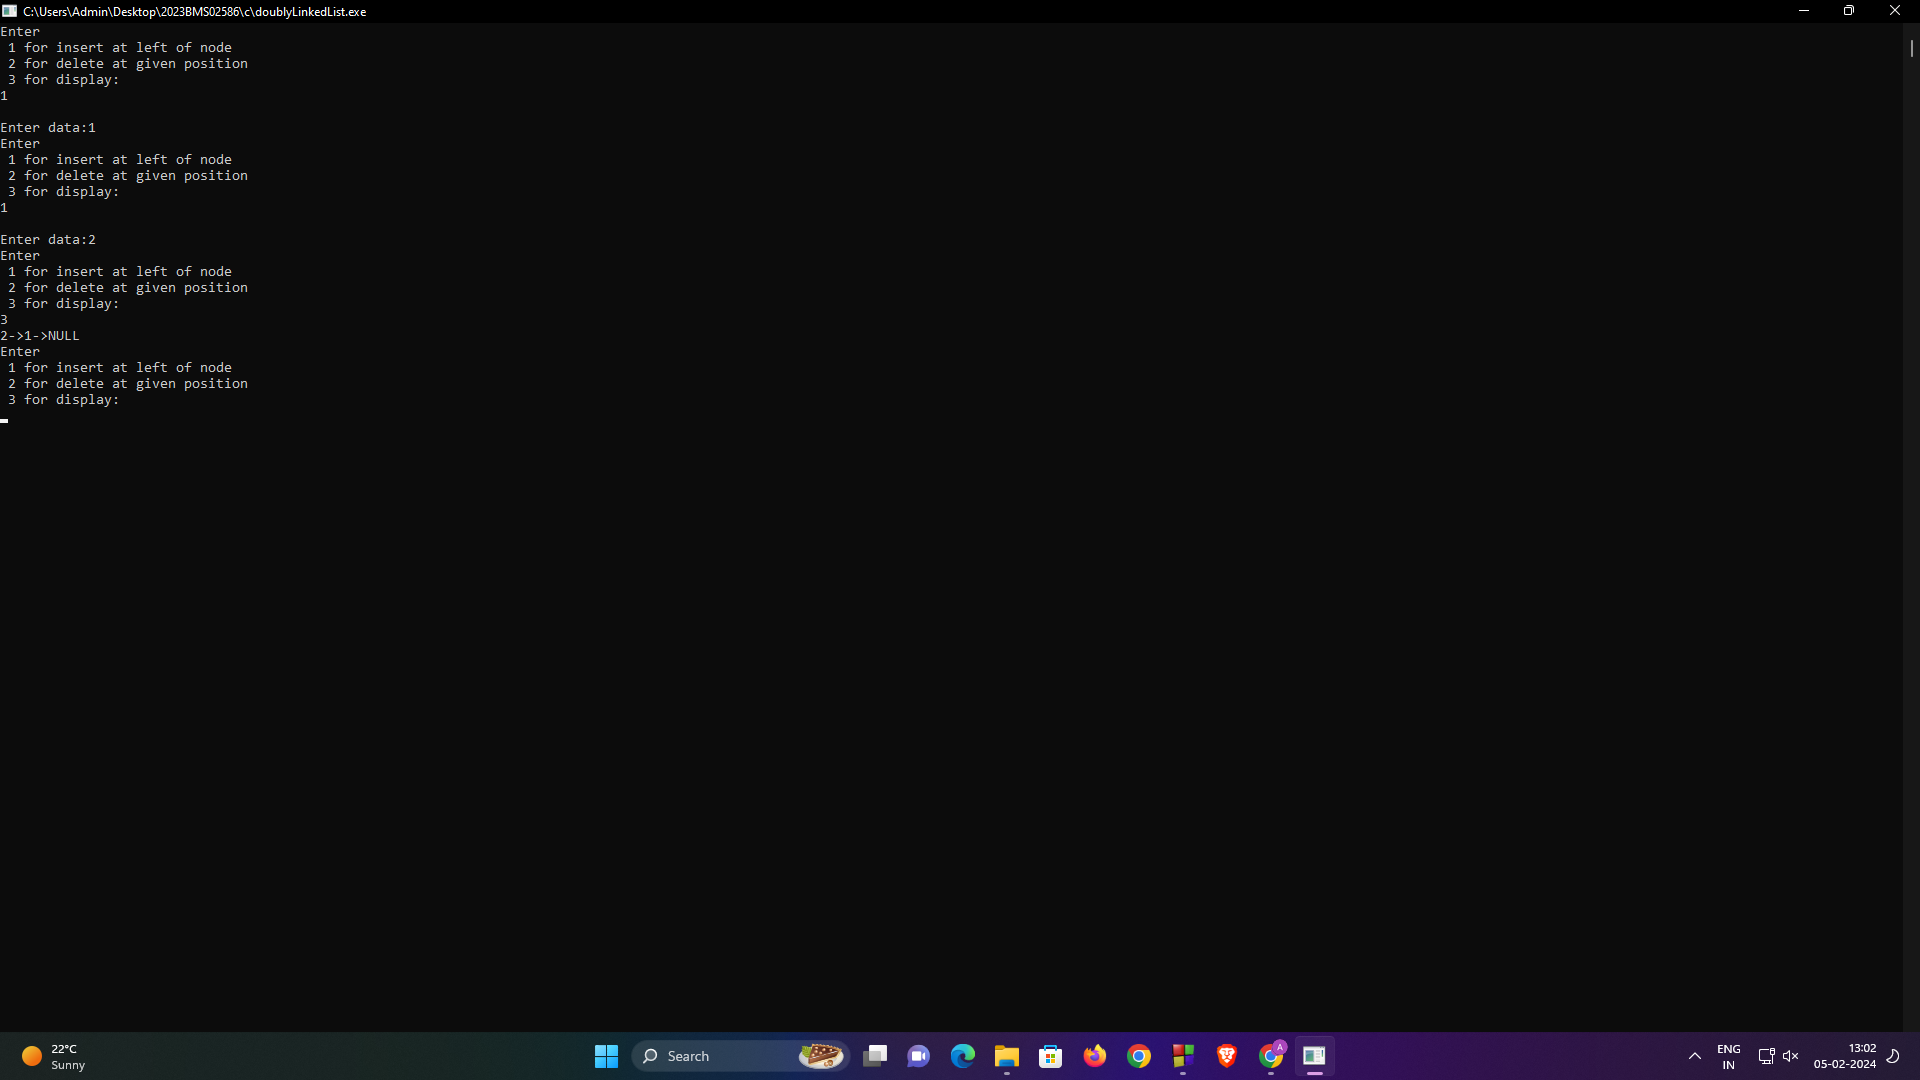 C:\Users\Admin\Desktop\2023BMS02586\c\doublyLinkedList.exe
Enter
 1 for insert at left of node
 2 for delete at given position
 3 for display:
1

Enter data:1
Enter
 1 for insert at left of node
 2 for delete at given position
 3 for display:
1

Enter data:2
Enter
 1 for insert at left of node
 2 for delete at given position
 3 for display:
3
2->1->NULL
Enter
 1 for insert at left of node
 2 for delete at given position
 3 for display:
22°C
Sunny
Search
A
ENG
IN
13:02
05-02-2024